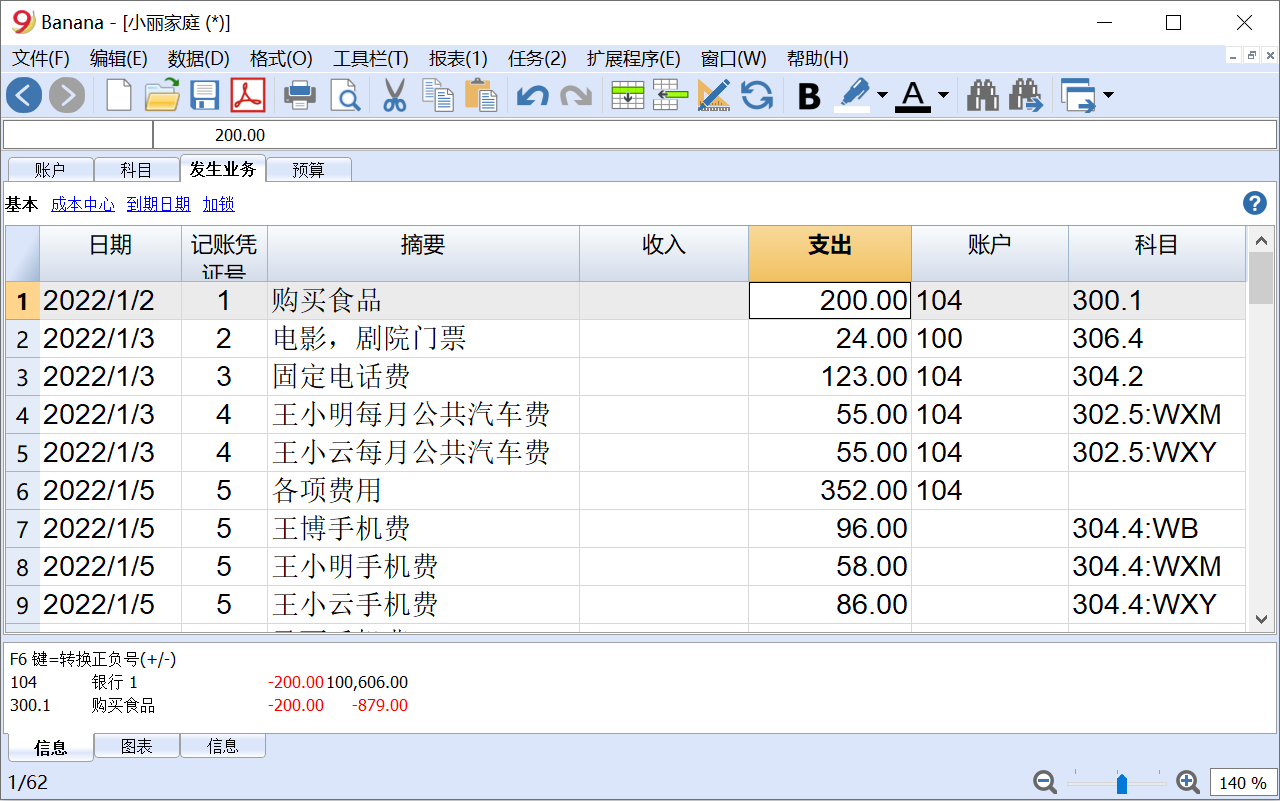 Banana - [小丽家庭 (*)]
文件(F) 编辑(E) 数据(D) 格式(O) 工具栏(T) 报表(1) 任务(2) 扩展程序(E) 窗口(W) 帮助(H)
B A
200.00
账户 科目 发生业务 预算
基本 成本中心 到期日期 加锁 ?
日期 记账凭证号 摘要 收入 支出 账户 科目
1 2022/1/2 1 购买食品 200.00 104 300.1
2 2022/1/3 2 电影，剧院门票 24.00 100 306.4
3 2022/1/3 3 固定电话费 123.00 104 304.2
4 2022/1/3 4 王小明每月公共汽车费 55.00 104 302.5:WXM
5 2022/1/3 4 王小云每月公共汽车费 55.00 104 302.5:WXY
6 2022/1/5 5 各项费用 352.00 104
7 2022/1/5 5 王博手机费 96.00 304.4:WB
8 2022/1/5 5 王小明手机费 58.00 304.4:WXM
9 2022/1/5 5 王小云手机费 86.00 304.4:WXY
F6 键=转换正负号(+/-)
104 银行 1 -200.00 100,606.00
300.1 购买食品 -200.00 -879.00
信息 图表 信息
1/62 140 %